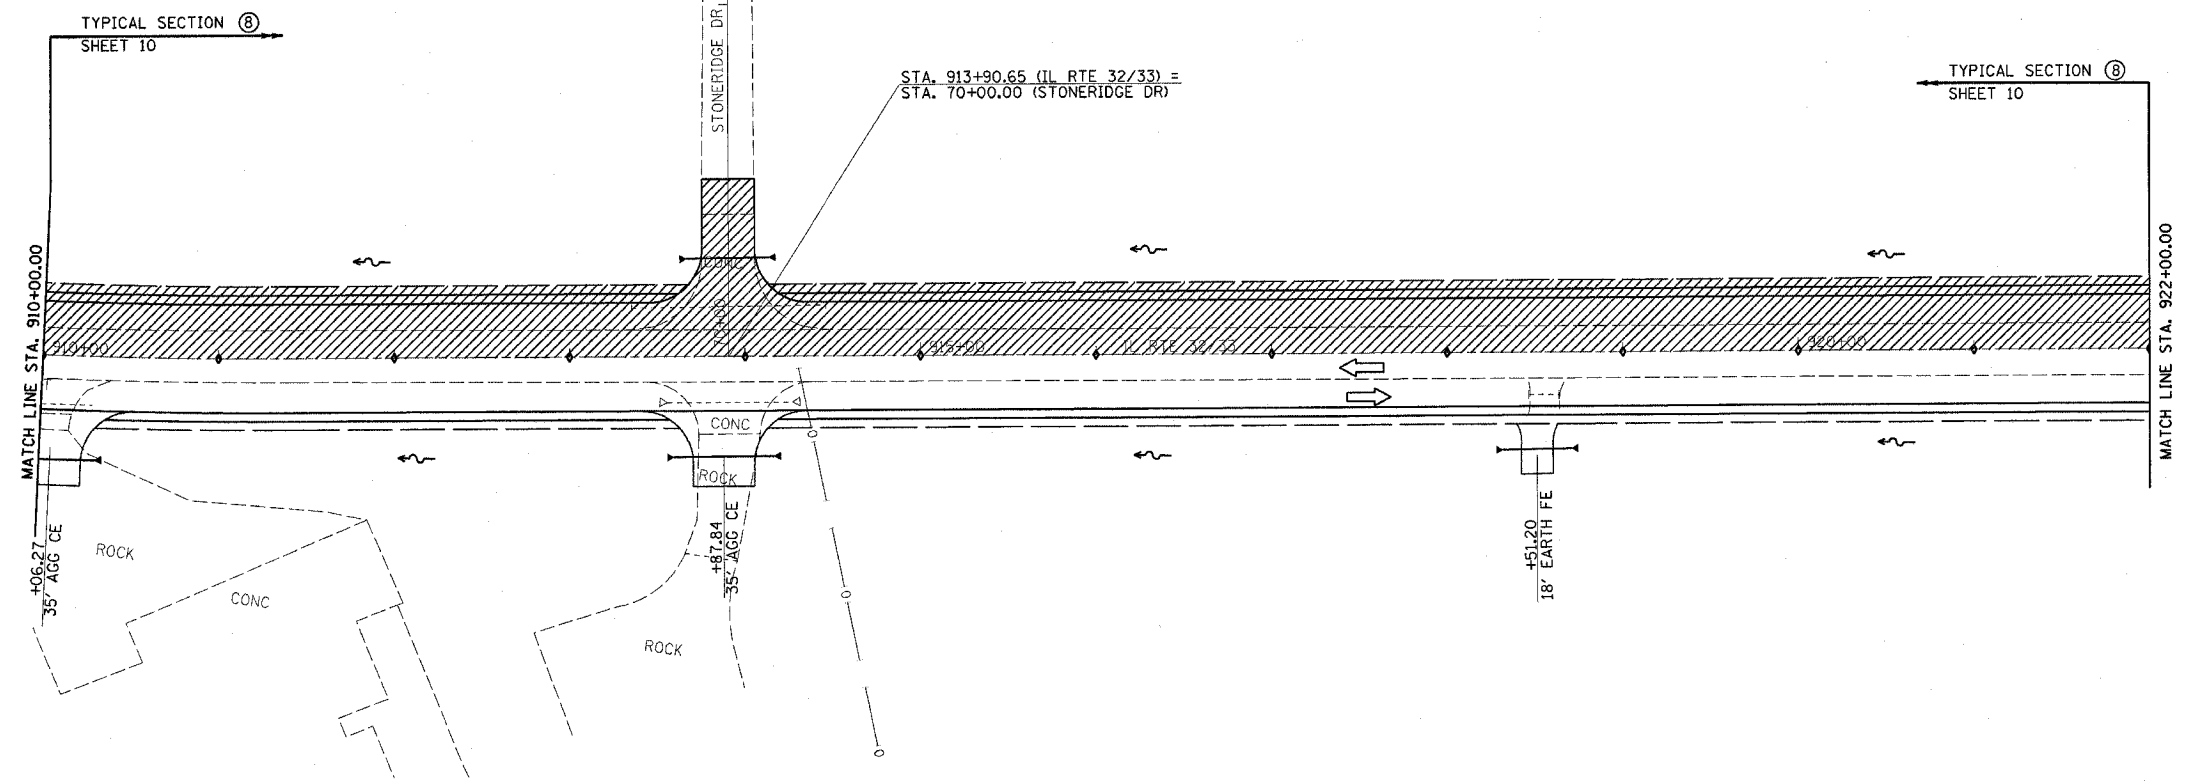 TYPICAL SECTION 8
SHEET 10
STONERIDGE DR.
STA. 913+90.65 (IL RTE 32/33) =
STA. 70+00.00 (STONERIDGE DR)
TYPICAL SECTION 8
SHEET 10
MATCH LINE STA. 910+00.00
MATCH LINE STA. 922+00.00
CONC
70+00
910+00
915+00
IL RTE 32/33
920+00
CONC
ROCK
+06.27
35' AGG CE
ROCK
CONC
+87.84
35' AGG CE
ROCK
+51.20
18' EARTH FE